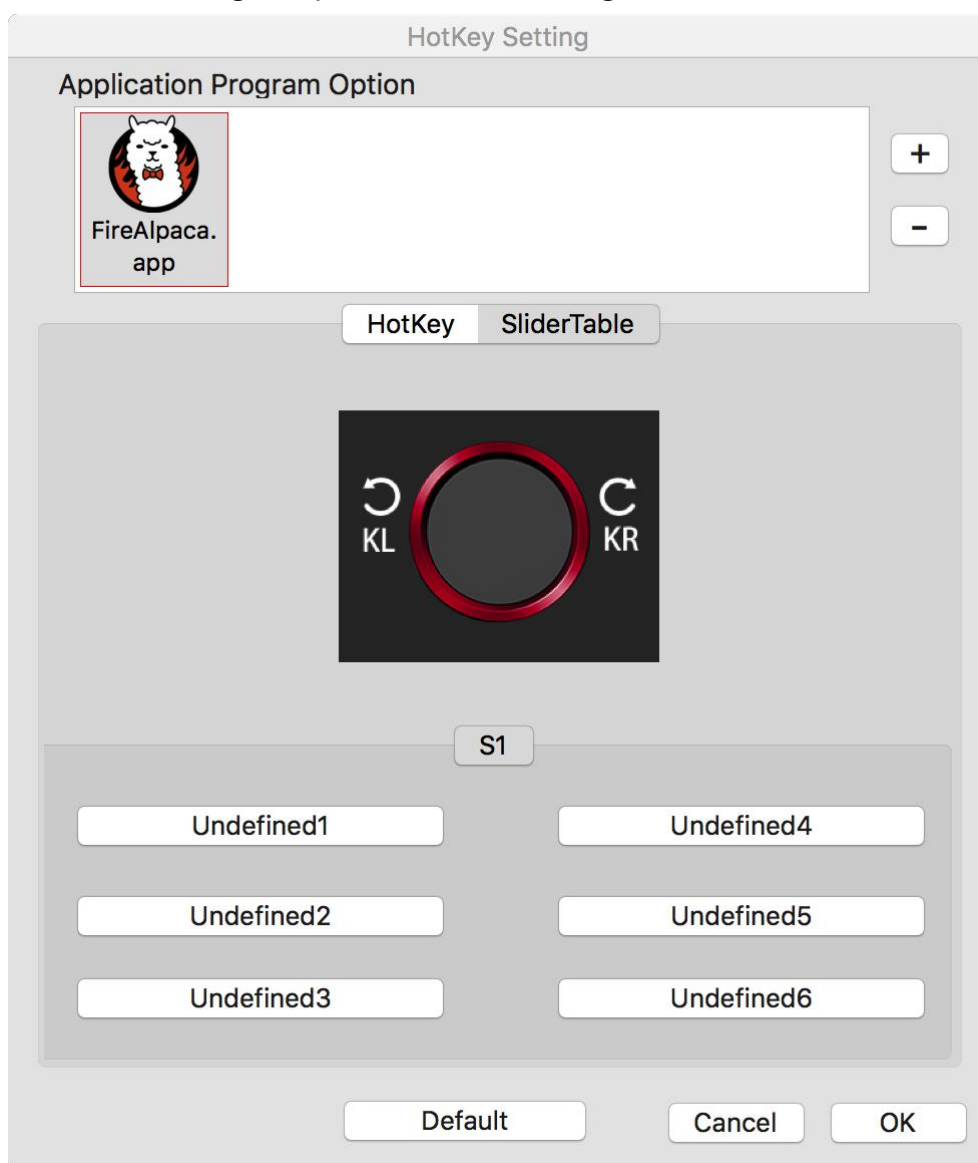 HotKey Setting
Application Program Option
FireAlpaca.
app
+
-
HotKey SliderTable
KL KR
S1
Undefined1 Undefined4
Undefined2 Undefined5
Undefined3 Undefined6
Default Cancel OK